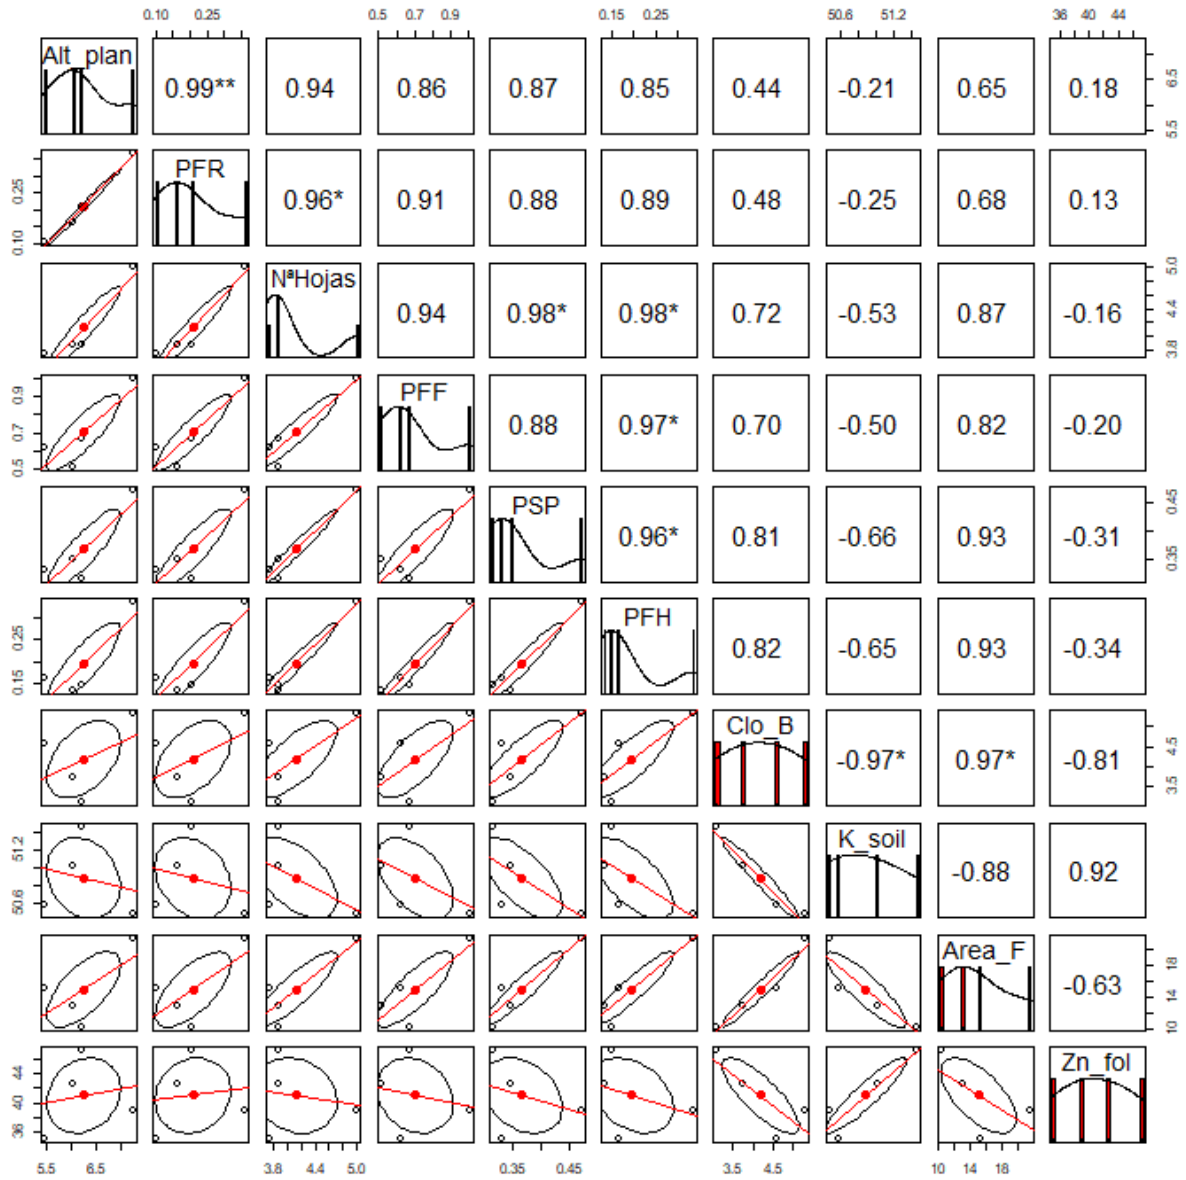 0.10 0.25 0.5 0.7 0.9 0.15 0.25 50.6 51.2 36 40 44
Alt_plan 0.99** 0.94 0.86 0.87 0.85 0.44 -0.21 0.65 0.18 5.5 6.5
0.10 0.25 PFR 0.96* 0.91 0.88 0.89 0.48 -0.25 0.68 0.13
NªHojas 0.94 0.98* 0.98* 0.72 -0.53 0.87 -0.16 3.8 4.4 5.0
0.5 0.7 0.9 PFF 0.88 0.97* 0.70 -0.50 0.82 -0.20
PSP 0.96* 0.81 -0.66 0.93 -0.31 0.35 0.45
0.15 0.25 PFH 0.82 -0.65 0.93 -0.34
Clo_B -0.97* 0.97* -0.81 3.5 4.5
50.6 51.2 K_soil -0.88 0.92
Area_F -0.63 10 14 18
36 40 44 Zn_fol
5.5 6.5 3.8 4.4 5.0 0.35 0.45 3.5 4.5 10 14 18